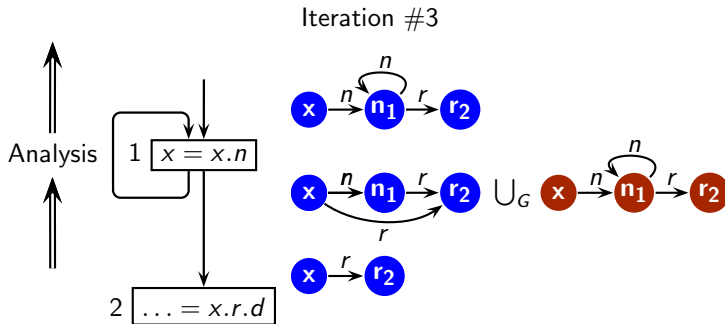 Iteration #3
n
x n n₁ r r₂
Analysis 1 x = x.n
n
x n n₁ r r₂ ⋃G x n n₁ r r₂
r
x r r₂
2 ... = x.r.d